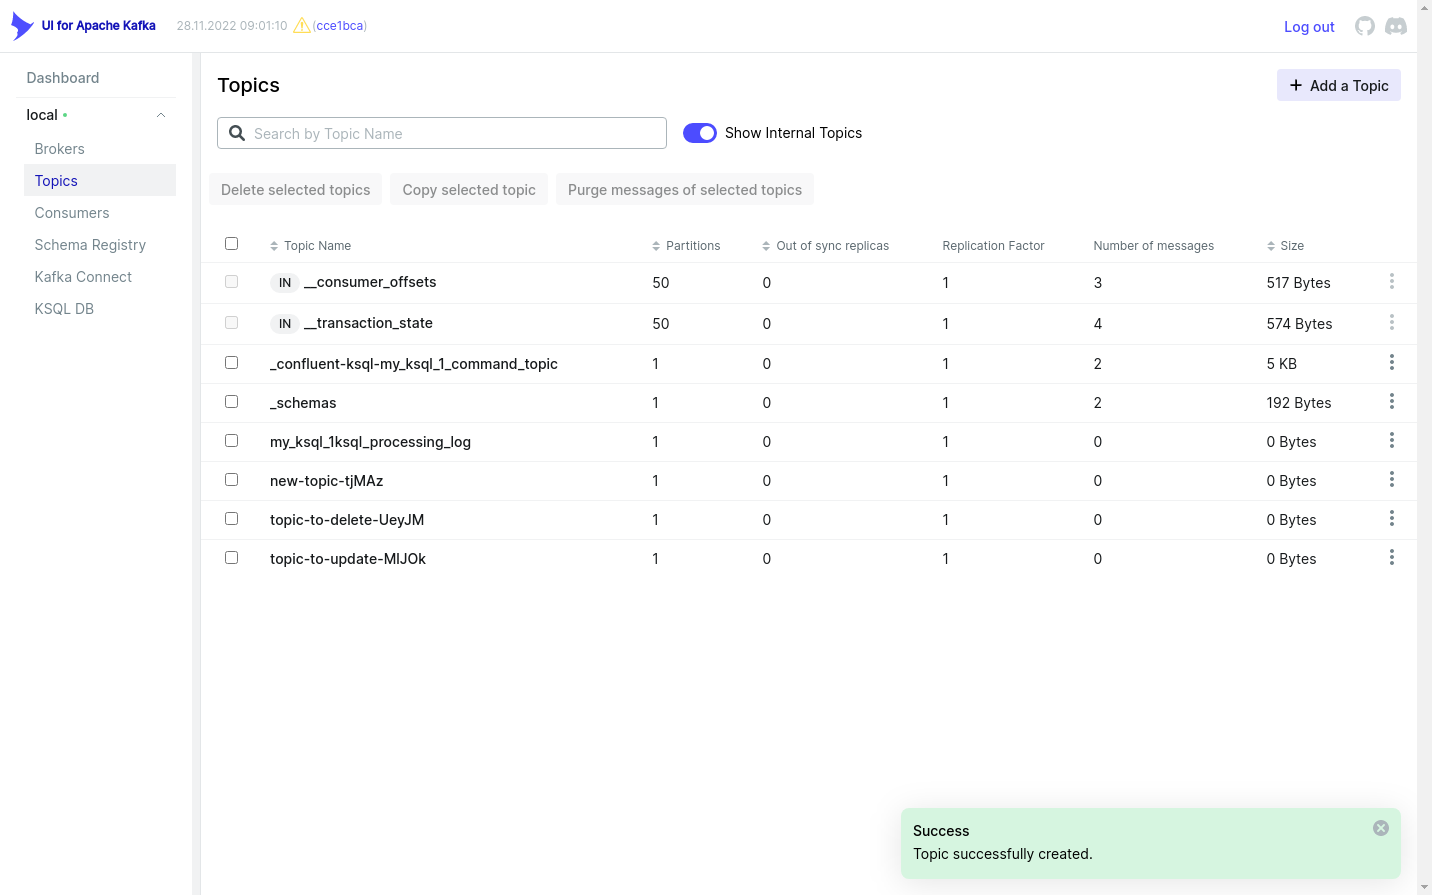 UI for Apache Kafka 28.11.2022 09:01:10 (cce1bca) Log out
Dashboard
local
Brokers
Topics
Consumers
Schema Registry
Kafka Connect
KSQL DB
Topics
Add a Topic
Search by Topic Name
Show Internal Topics
Delete selected topics Copy selected topic Purge messages of selected topics
Topic Name Partitions Out of sync replicas Replication Factor Number of messages Size
IN __consumer_offsets 50 0 1 3 517 Bytes
IN __transaction_state 50 0 1 4 574 Bytes
_confluent-ksql-my_ksql_1_command_topic 1 0 1 2 5 KB
_schemas 1 0 1 2 192 Bytes
my_ksql_1ksql_processing_log 1 0 1 0 0 Bytes
new-topic-tjMAz 1 0 1 0 0 Bytes
topic-to-delete-UeyJM 1 0 1 0 0 Bytes
topic-to-update-MIJOk 1 0 1 0 0 Bytes
Success
Topic successfully created.